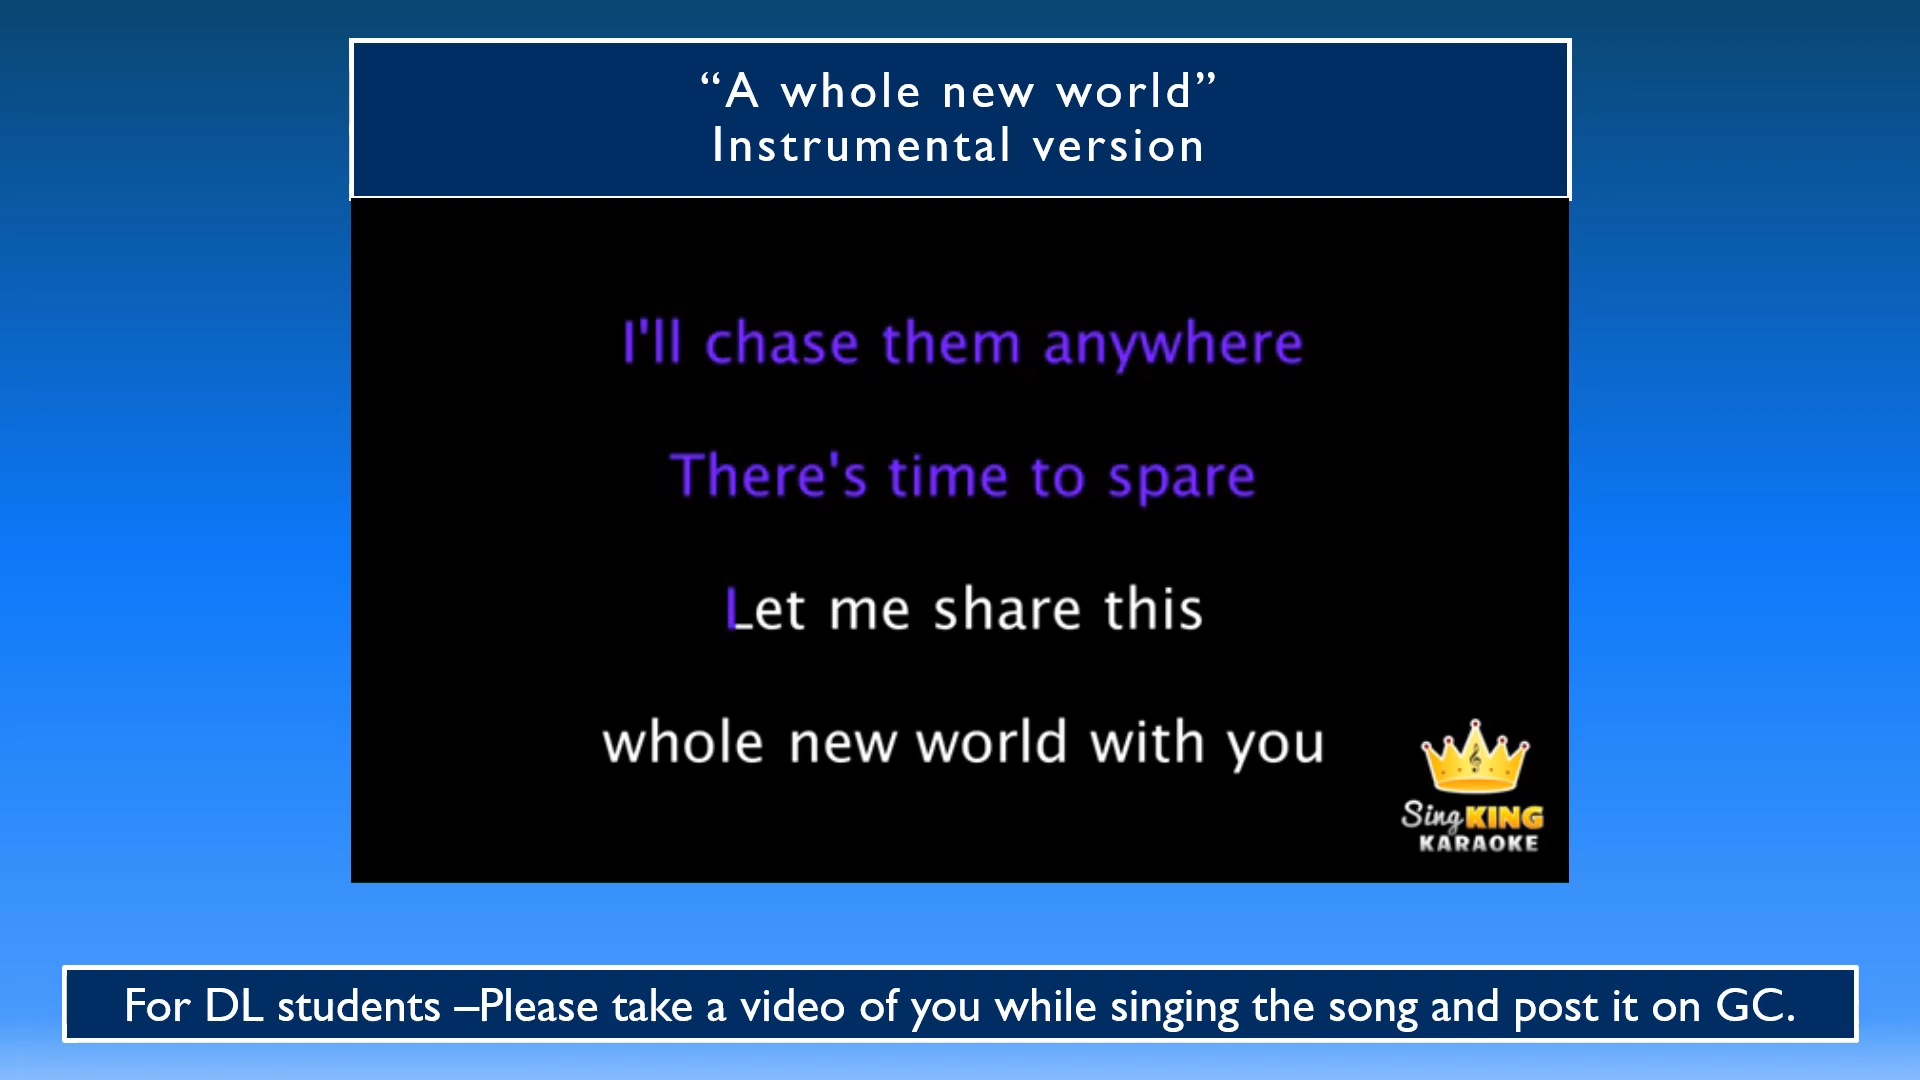 “A whole new world”
Instrumental version
I'll chase them anywhere
There's time to spare
Let me share this
whole new world with you
Sing KING
KARAOKE
For DL students –Please take a video of you while singing the song and post it on GC.